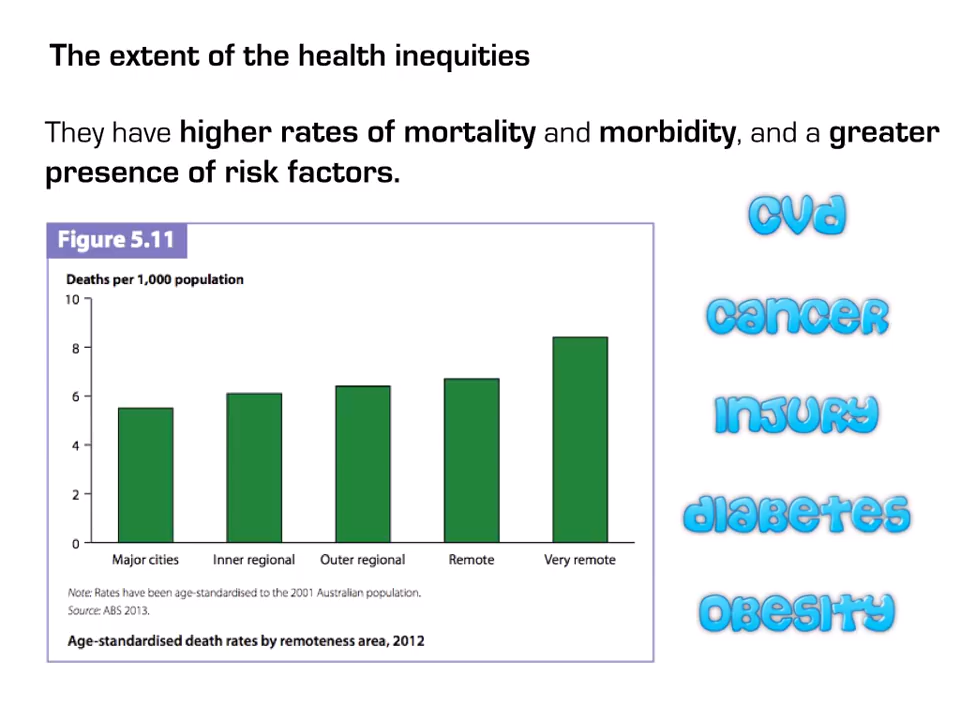 The extent of the health inequities
They have higher rates of mortality and morbidity, and a greater
presence of risk factors.
Figure 5.11
Deaths per 1,000 population
10
8
6
4
2
0
Major cities Inner regional Outer regional Remote Very remote
Note: Rates have been age-standardised to the 2001 Australian population.
Source: ABS 2013.
Age-standardised death rates by remoteness area, 2012
CVd
cancer
INJURY
diabetes
obesity